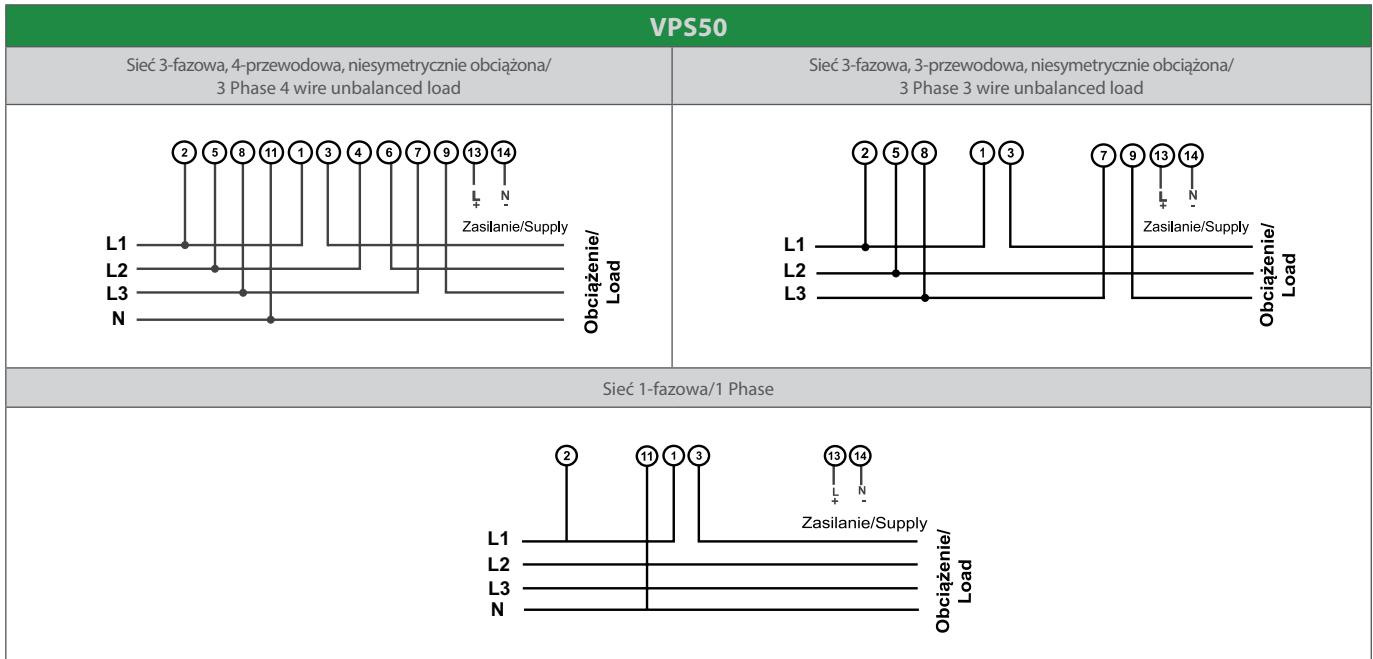 VPS50
Sieć 3-fazowa, 4-przewodowa, niesymetrycznie obciążona/
3 Phase 4 wire unbalanced load
2 5 8 11 1 3 4 6 7 9 13 14
L N
+ -
Zasilanie/Supply
L1
L2
L3
N
Obciążenie/
Load
Sieć 3-fazowa, 3-przewodowa, niesymetrycznie obciążona/
3 Phase 3 wire unbalanced load
2 5 8 1 3 7 9 13 14
L N
+ -
Zasilanie/Supply
L1
L2
L3
Obciążenie/
Load
Sieć 1-fazowa/1 Phase
2 11 1 3 13 14
L N
+ -
Zasilanie/Supply
L1
L2
L3
N
Obciążenie/
Load